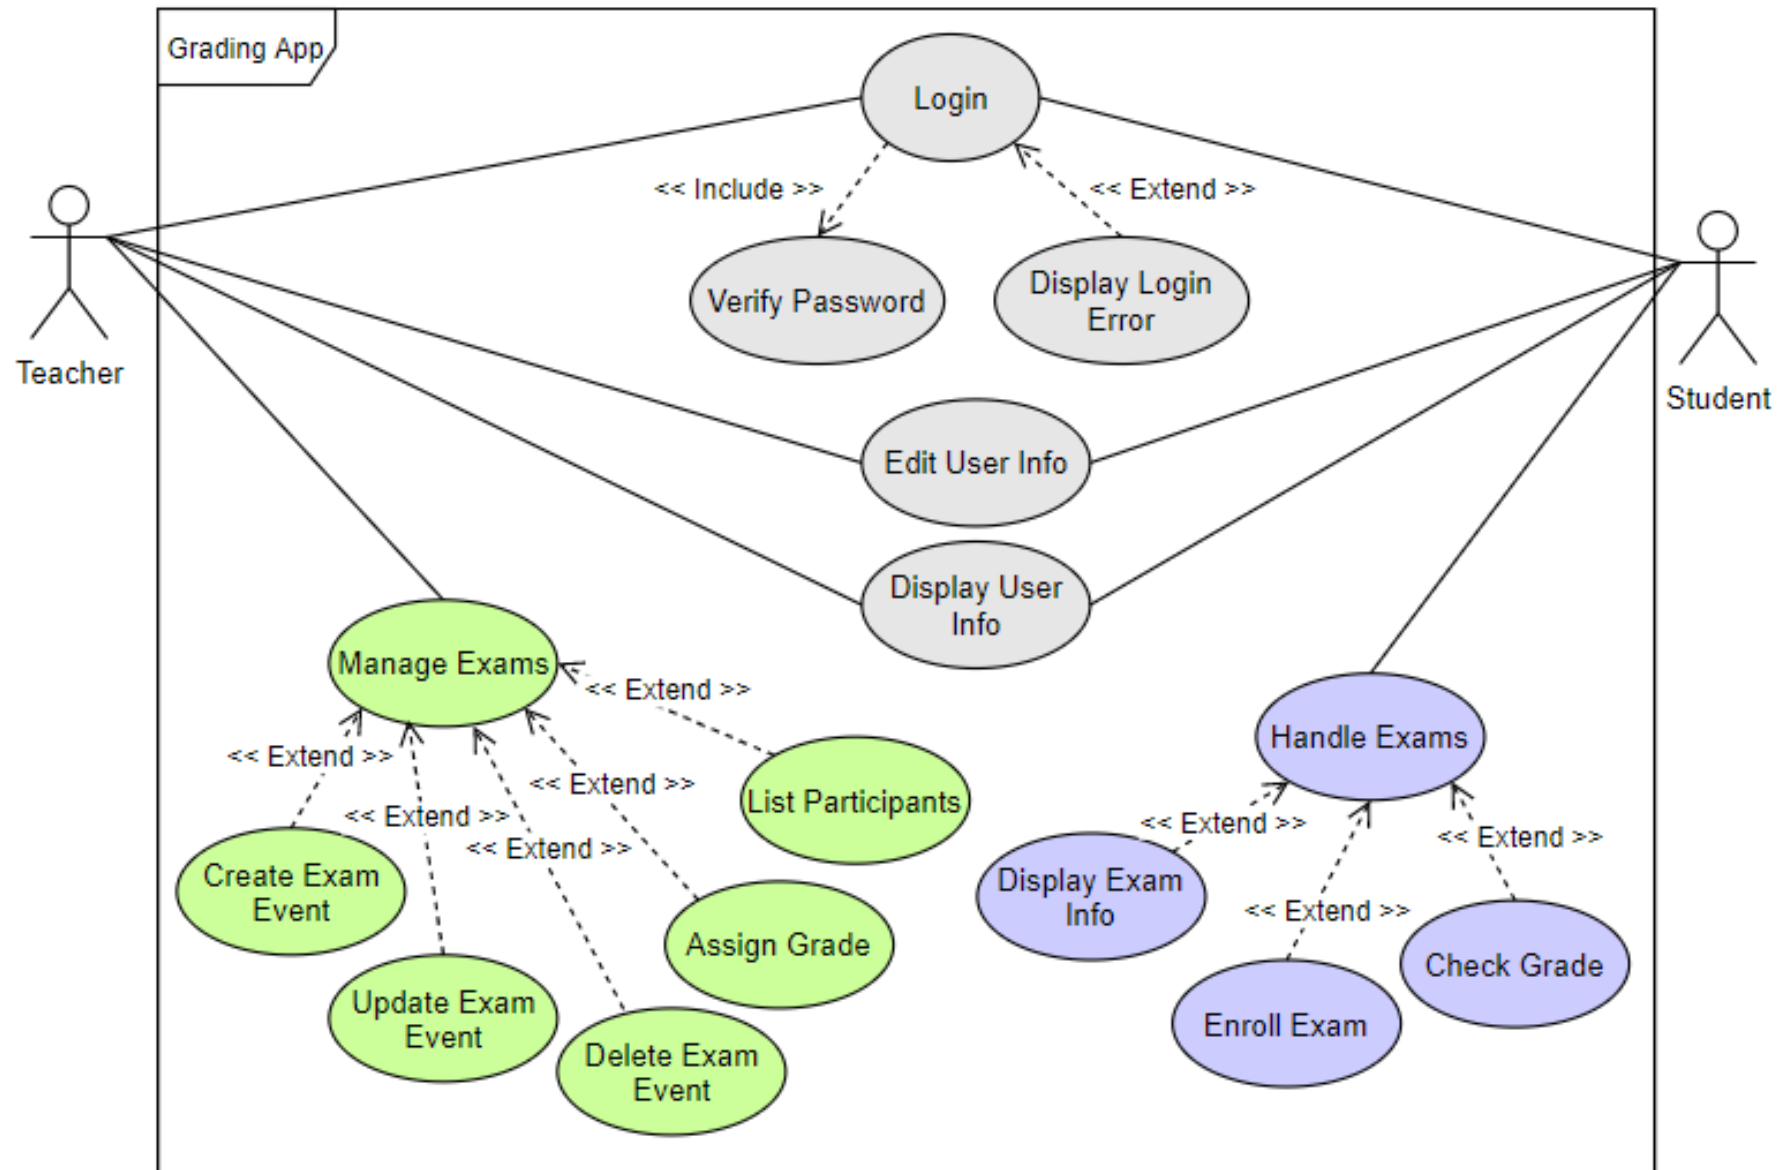 Grading App
Login
<< Include >>
<< Extend >>
Verify Password
Display Login
Error
Teacher
Student
Edit User Info
Display User
Info
Manage Exams
<< Extend >>
Handle Exams
<< Extend >>
<< Extend >>
List Participants
<< Extend >>
<< Extend >>
<< Extend >>
<< Extend >>
Create Exam
Event
Display Exam
Info
<< Extend >>
Assign Grade
Check Grade
Update Exam
Event
Enroll Exam
Delete Exam
Event